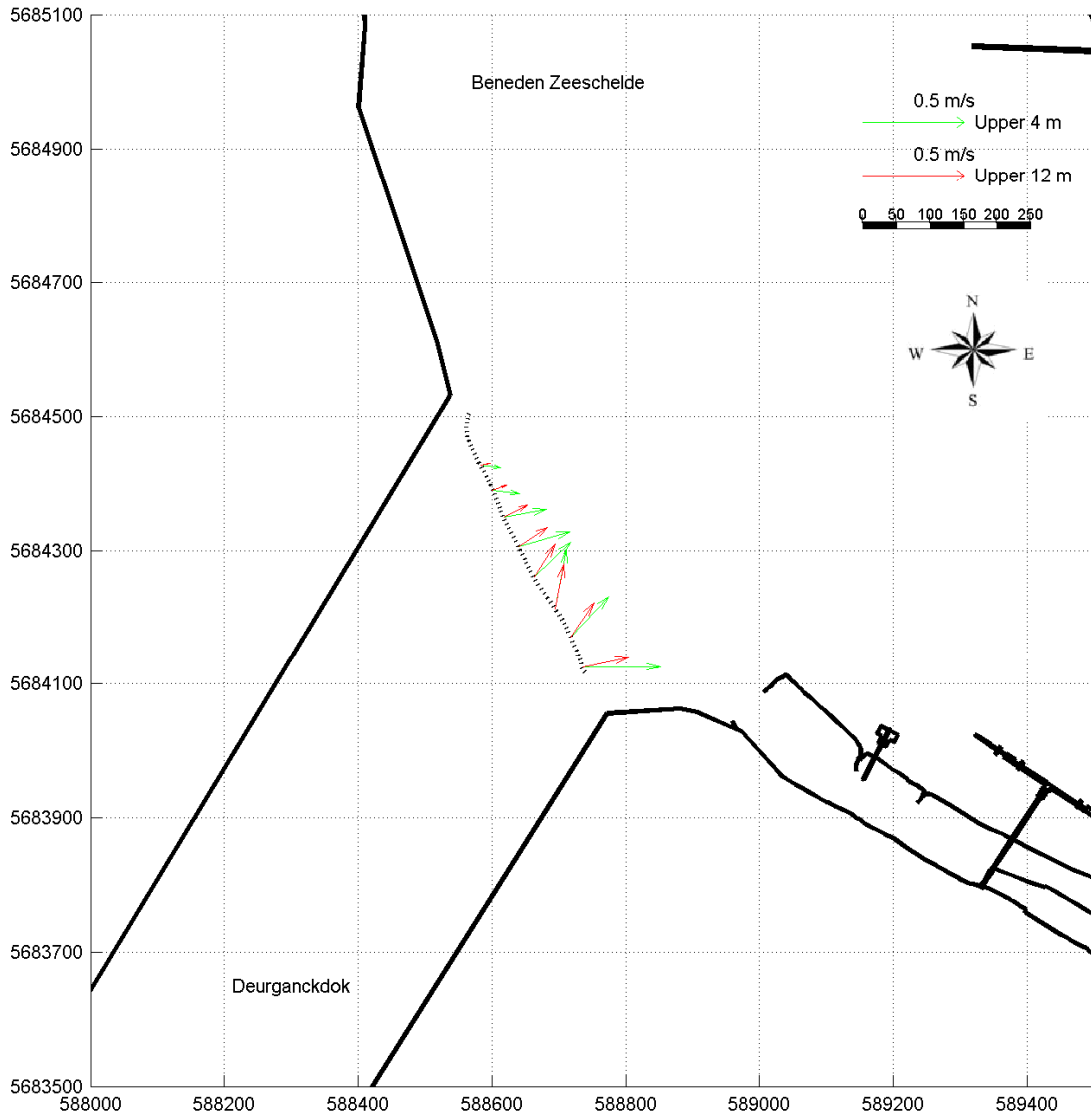 5685100
Beneden Zeeschelde
0.5 m/s
Upper 4 m
5684900
0.5 m/s
Upper 12 m
0 50 100 150 200 250
5684700
N
W E
S
5684500
5684300
5684100
5683900
5683700
Deurganckdok
5683500
588000 588200 588400 588600 588800 589000 589200 589400